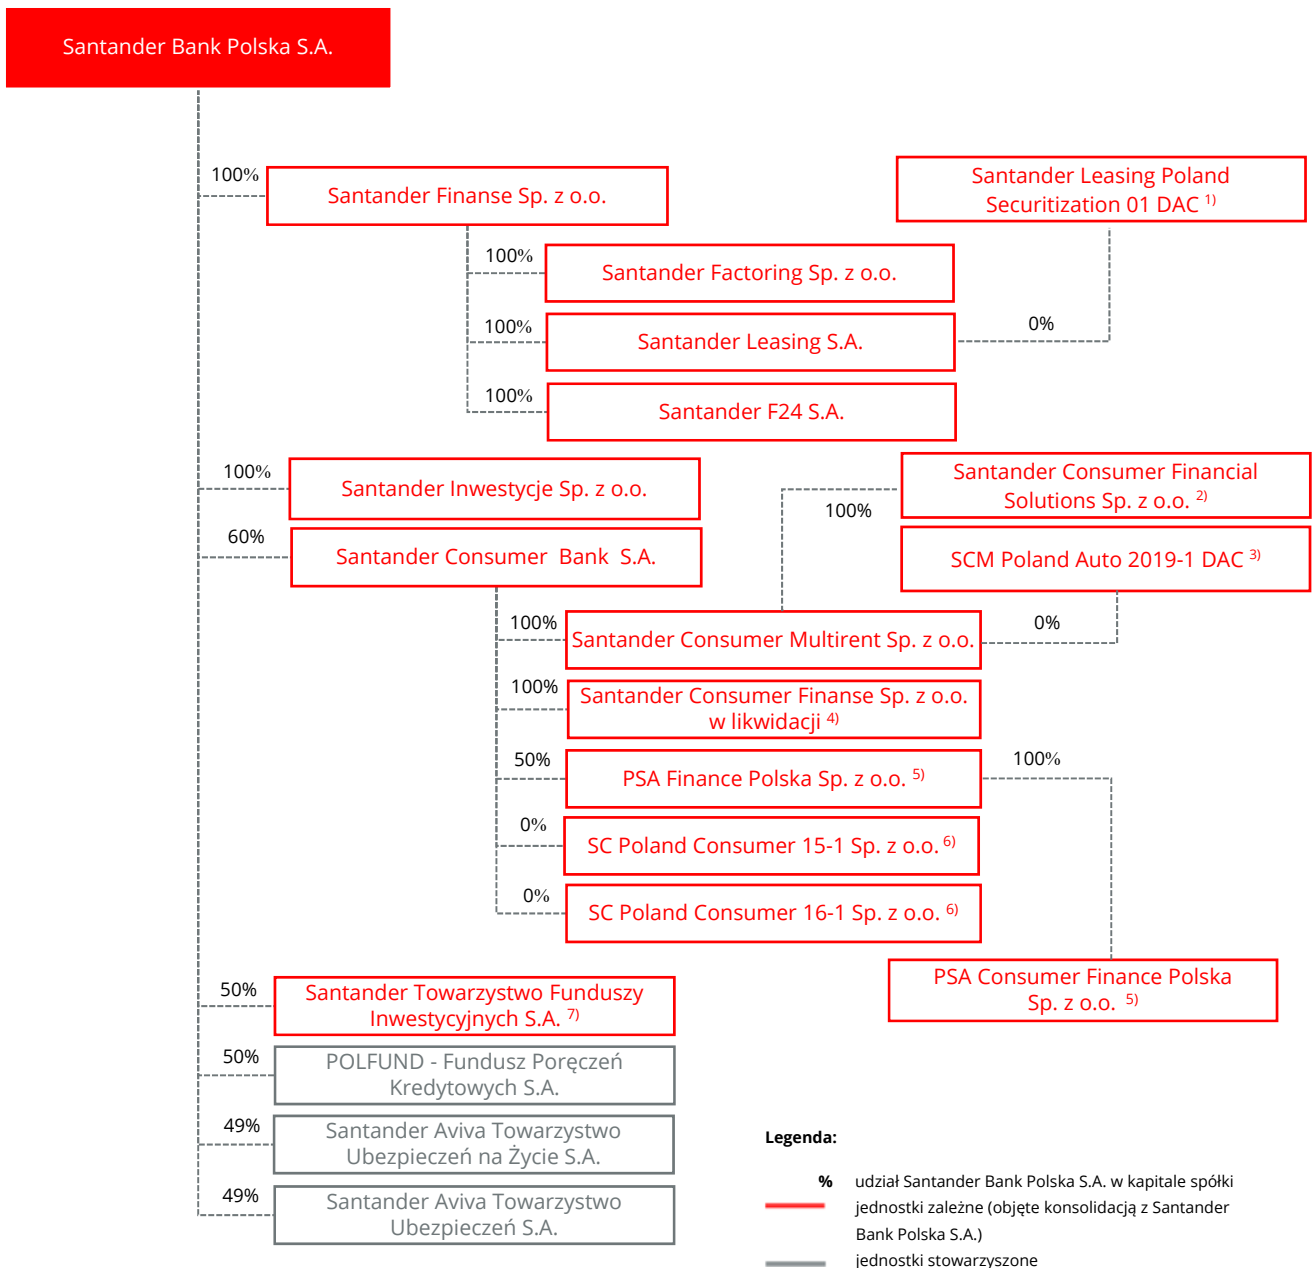 Santander Bank Polska S.A.
100%
Santander Finanse Sp. z o.o.
Santander Leasing Poland
Securitization 01 DAC 1)
100%
Santander Factoring Sp. z o.o.
100%
Santander Leasing S.A.
0%
100%
Santander F24 S.A.
100%
Santander Inwestycje Sp. z o.o.
Santander Consumer Financial
Solutions Sp. z o.o. 2)
100%
60%
Santander Consumer Bank S.A.
SCM Poland Auto 2019-1 DAC 3)
100%
Santander Consumer Multirent Sp. z o.o.
0%
100%
Santander Consumer Finanse Sp. z o.o.
w likwidacji 4)
50%
PSA Finance Polska Sp. z o.o. 5)
100%
0%
SC Poland Consumer 15-1 Sp. z o.o. 6)
0%
SC Poland Consumer 16-1 Sp. z o.o. 6)
PSA Consumer Finance Polska
Sp. z o.o. 5)
50%
Santander Towarzystwo Funduszy
Inwestycyjnych S.A. 7)
50%
POLFUND - Fundusz Poręczeń
Kredytowych S.A.
49%
Santander Aviva Towarzystwo
Ubezpieczeń na Życie S.A.
49%
Santander Aviva Towarzystwo
Ubezpieczeń S.A.
Legenda:
% udział Santander Bank Polska S.A. w kapitale spółki
jednostki zależne (objęte konsolidacją z Santander
Bank Polska S.A.)
jednostki stowarzyszone